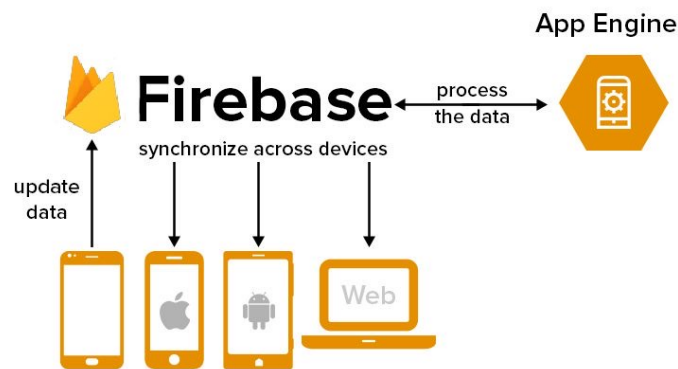 App Engine
Firebase
process
the data
synchronize across devices
update
data
Web